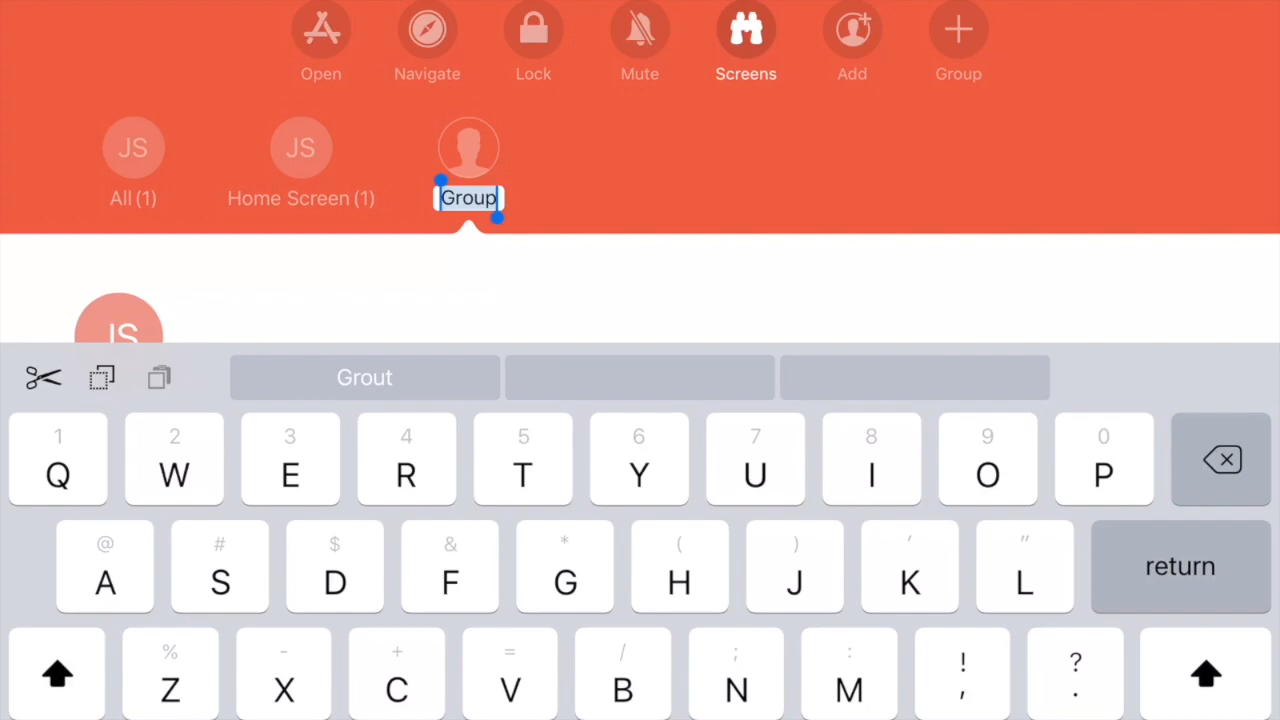 Open Navigate Lock Mute Screens Add Group
JS JS
All (1) Home Screen (1) Group
JS
Grout
1 2 3 4 5 6 7 8 9 0
Q W E R T Y U I O P
@ # $ & * ( ) ' "
A S D F G H J K L return
% - + = / ; : ! ?
Z X C V B N M , .